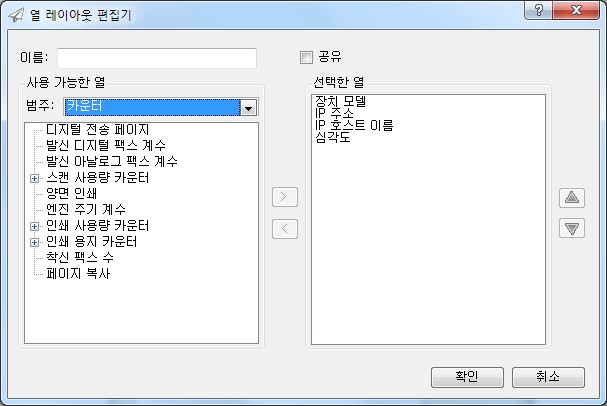 열 레이아웃 편집기
이름:
공유
사용 가능한 열
범주: 카운터
디지털 전송 페이지
발신 디지털 팩스 계수
발신 아날로그 팩스 계수
스캔 사용량 카운터
양면 인쇄
엔진 주기 계수
인쇄 사용량 카운터
인쇄 용지 카운터
착신 팩스 수
페이지 복사
선택한 열
장치 모델
IP 주소
IP 호스트 이름
심각도
확인
취소